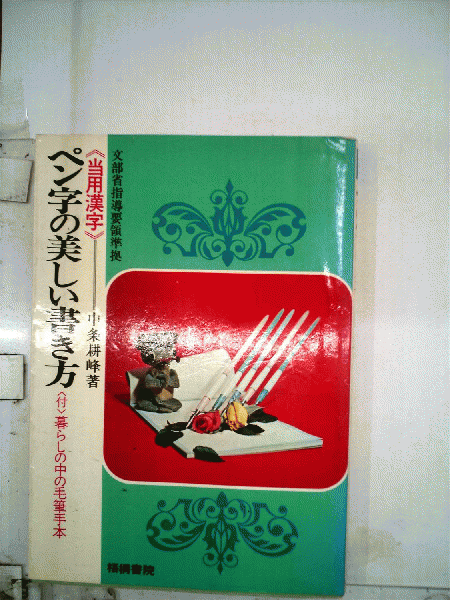 文部省指導要領準拠
《当用漢字》
ペン字の美しい書き方
中条耕峰著
〈付〉暮らしの中の毛筆手本
梧桐書院